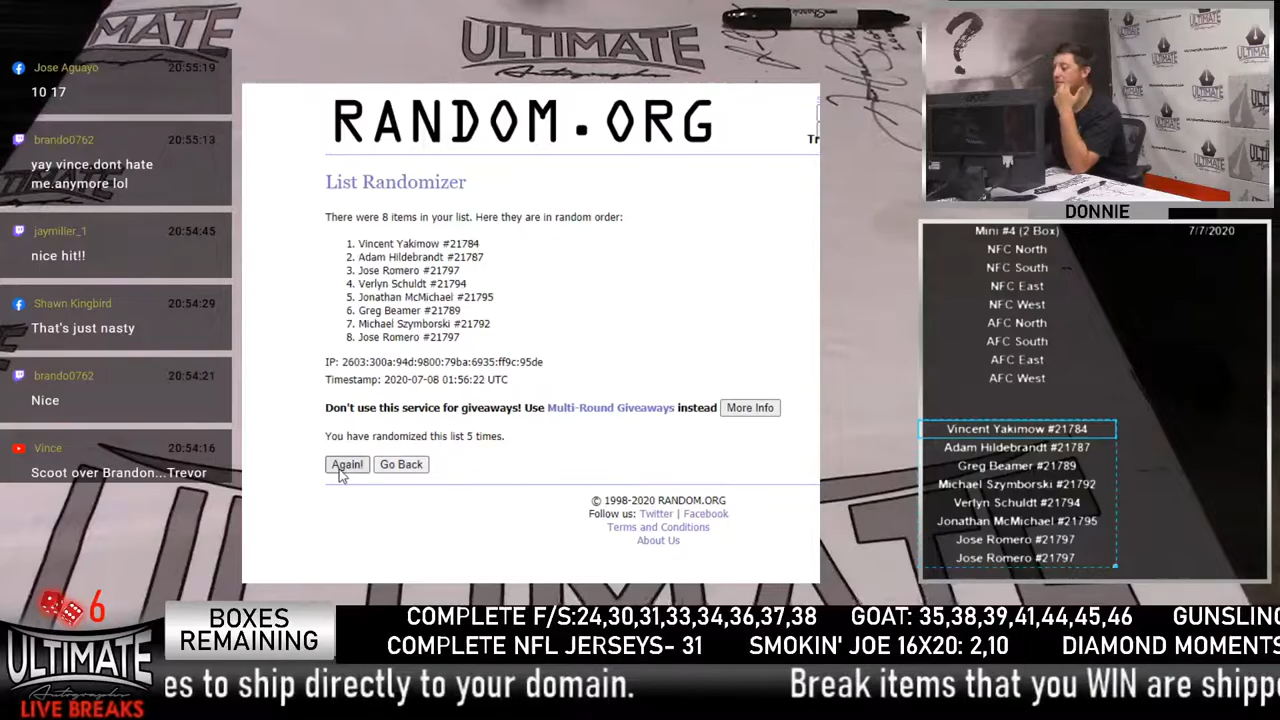 Jose Aguayo 20:55:19
10 17
brando0762 20:55:13
yay vince.dont hate
me.anymore lol
jaymiller_1 20:54:45
nice hit!!
Shawn Kingbird 20:54:29
That's just nasty
brando0762 20:54:21
Nice
Vince 20:54:16
Scoot over Brandon...Trevor
ULTIMATE
RANDOM.ORG
Tr
List Randomizer
There were 8 items in your list. Here they are in random order:
1. Vincent Yakimow #21784
2. Adam Hildebrandt #21787
3. Jose Romero #21797
4. Verlyn Schuldt #21794
5. Jonathan McMichael #21795
6. Greg Beamer #21789
7. Michael Szymborski #21792
8. Jose Romero #21797
IP: 2603:300a:94d:9800:79ba:6935:ff9c:95de
Timestamp: 2020-07-08 01:56:22 UTC
Don't use this service for giveaways! Use Multi-Round Giveaways instead More Info
You have randomized this list 5 times.
Again! Go Back
© 1998-2020 RANDOM.ORG
Follow us: Twitter | Facebook
Terms and Conditions
About Us
DONNIE
Mini #4 (2 Box) 7/7/2020
NFC North
NFC South
NFC East
NFC West
AFC North
AFC South
AFC East
AFC West
Vincent Yakimow #21784
Adam Hildebrandt #21787
Greg Beamer #21789
Michael Szymborski #21792
Verlyn Schuldt #21794
Jonathan McMichael #21795
Jose Romero #21797
Jose Romero #21797
6
BOXES
REMAINING
COMPLETE F/S:24,30,31,33,34,36,37,38 GOAT: 35,38,39,41,44,45,46 GUNSLING
COMPLETE NFL JERSEYS- 31 SMOKIN' JOE 16X20: 2,10 DIAMOND MOMENTS
ULTIMATE
Autographs
LIVE BREAKS
es to ship directly to your domain. Break items that you WIN are shippe